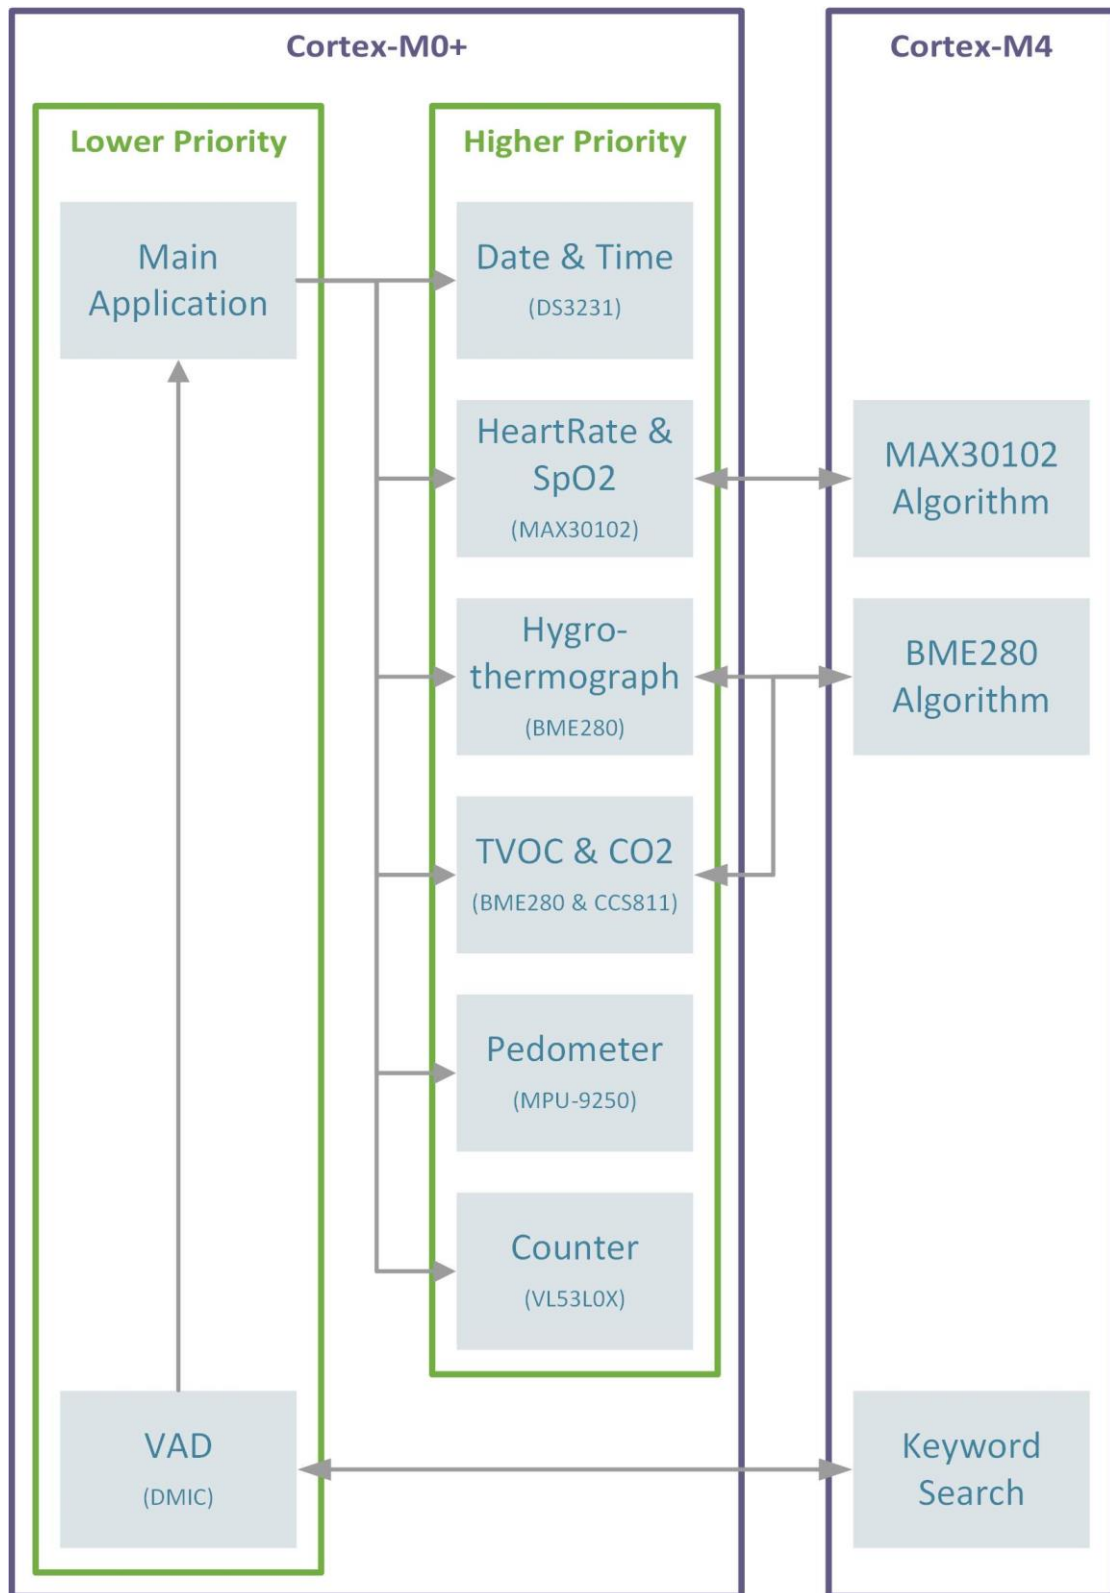 Cortex-M0+
Cortex-M4
Lower Priority
Higher Priority
Main
Application
Date & Time
(DS3231)
HeartRate &
SpO2
(MAX30102)
MAX30102
Algorithm
Hygro-
thermograph
(BME280)
BME280
Algorithm
TVOC & CO2
(BME280 & CCS811)
Pedometer
(MPU-9250)
Counter
(VL53L0X)
VAD
(DMIC)
Keyword
Search